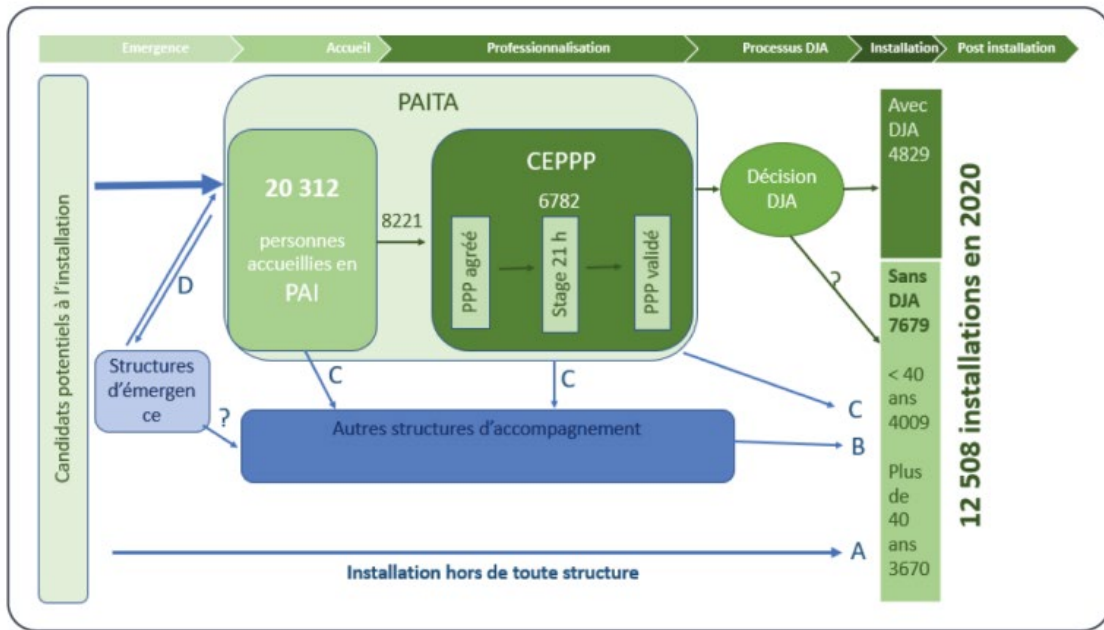 Emergence
Accueil
Professionnalisation
Processus DJA
Installation
Post installation
Candidats potentiels à l'installation
PAITA
20 312
personnes
accueillies en
PAI
8221
CEPPP
6782
PPP agréé
Stage 21 h
PPP validé
Décision
DJA
?
Avec
DJA
4829
Sans
DJA
7679
< 40
ans
4009
Plus
de
40
ans
3670
12 508 installations en 2020
D
Structures
d'émergen
ce
?
C
C
C
Autres structures d'accompagnement
B
A
Installation hors de toute structure